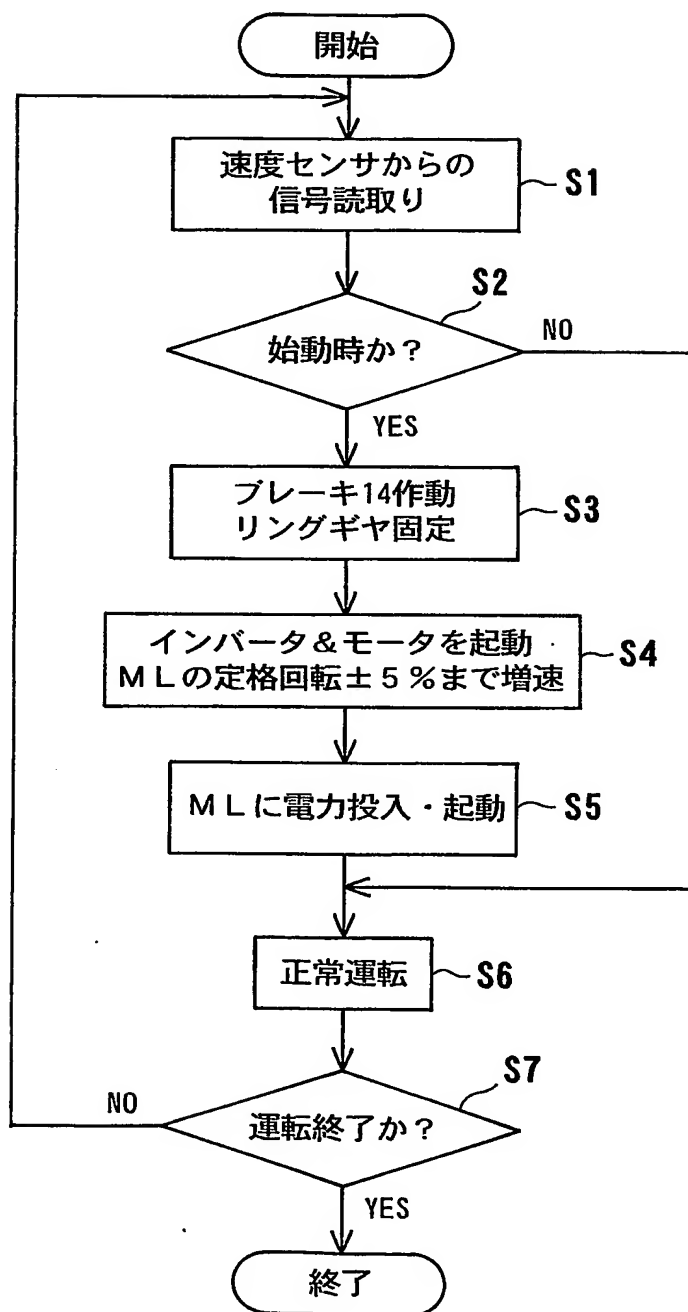 開始
速度センサからの
信号読取り
S1
S2
始動時か?
NO
YES
ブレーキ14作動
リングギヤ固定
S3
インバータ&モータを起動
MLの定格回転±5%まで増速
S4
MLに電力投入・起動
S5
正常運転
S6
S7
NO
運転終了か?
YES
終了